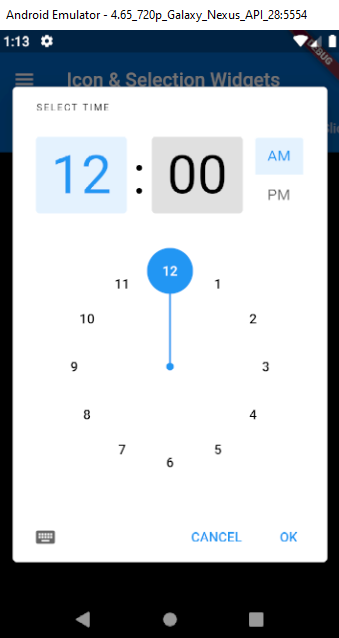 Android Emulator - 4.65_720p_Galaxy_Nexus_API_28:5554
1:13
DEBUG
Icon & Selection Widgets
SELECT TIME
12 : 00
AM
PM
12
11 1
10 2
9 3
8 4
7 5
6
CANCEL OK